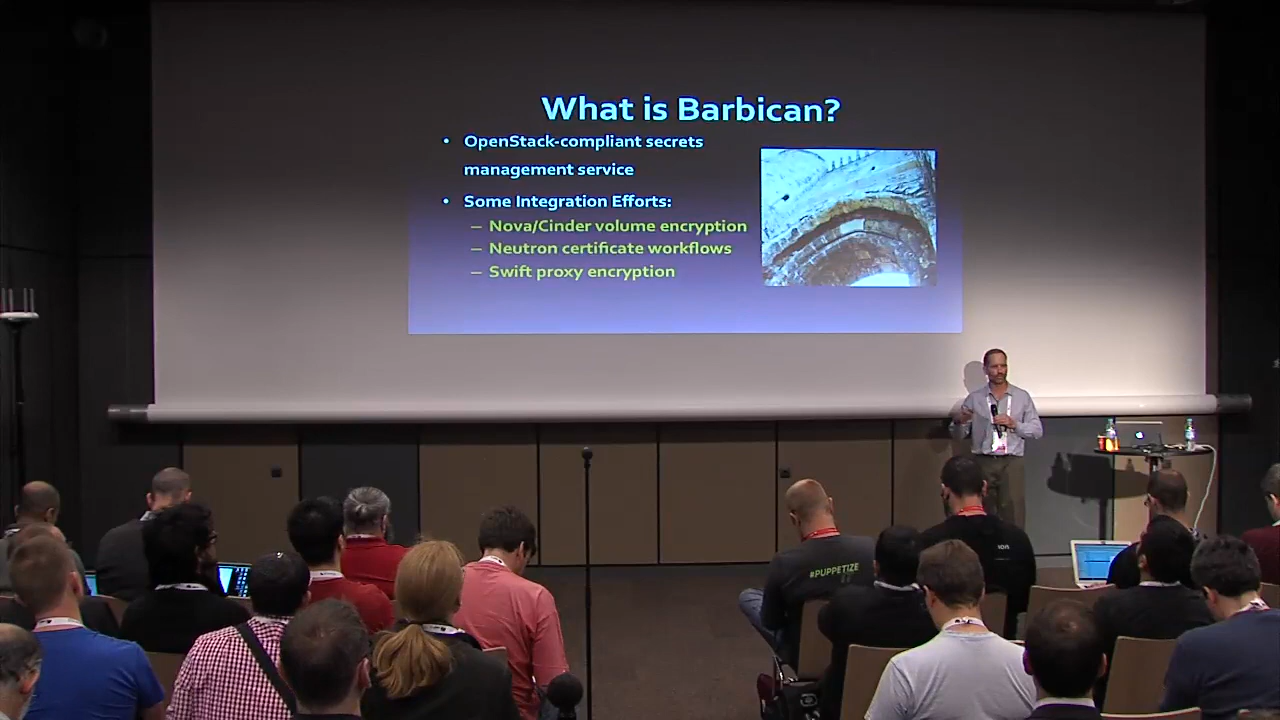 What is Barbican?
• OpenStack-compliant secrets
management service
• Some Integration Efforts:
– Nova/Cinder volume encryption
– Neutron certificate workflows
– Swift proxy encryption
#PUPPETIZE